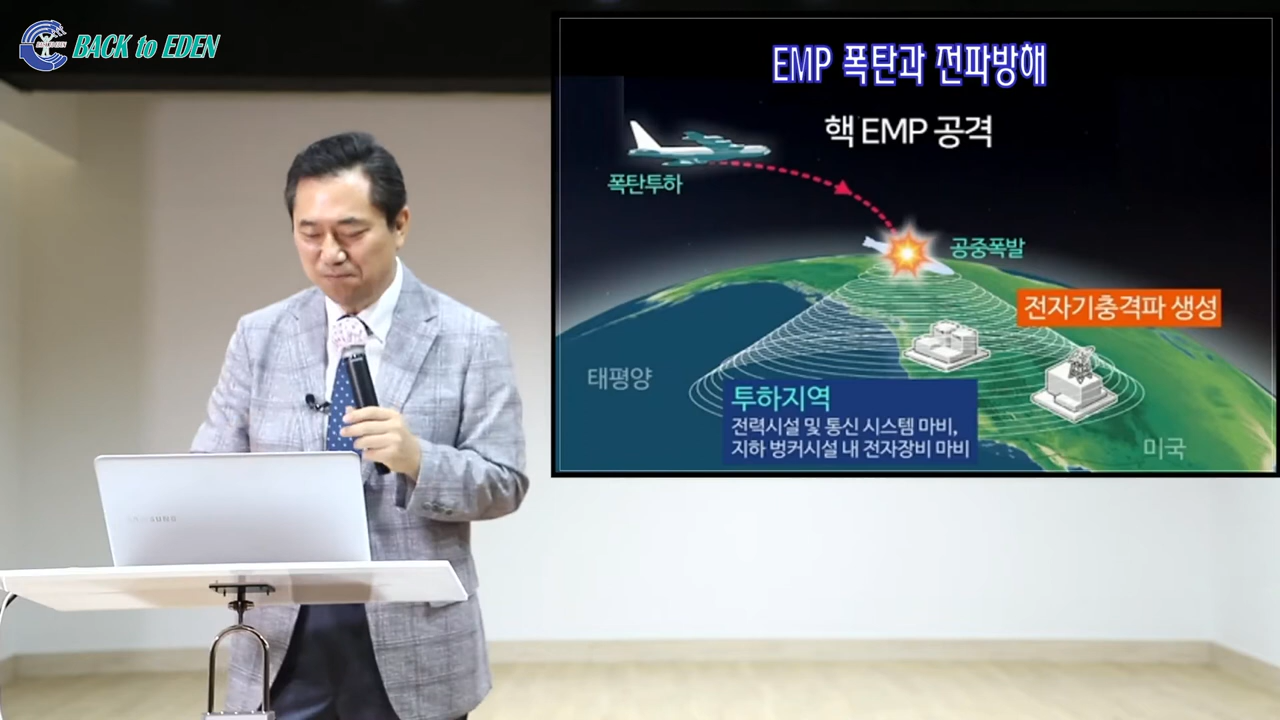 BACK to EDEN
EMP 폭탄과 전파방해
핵 EMP 공격
폭탄투하
공중폭발
전자기충격파 생성
태평양
투하지역
전력시설 및 통신 시스템 마비,
지하 벙커시설 내 전자장비 마비
미국
SAMSUNG